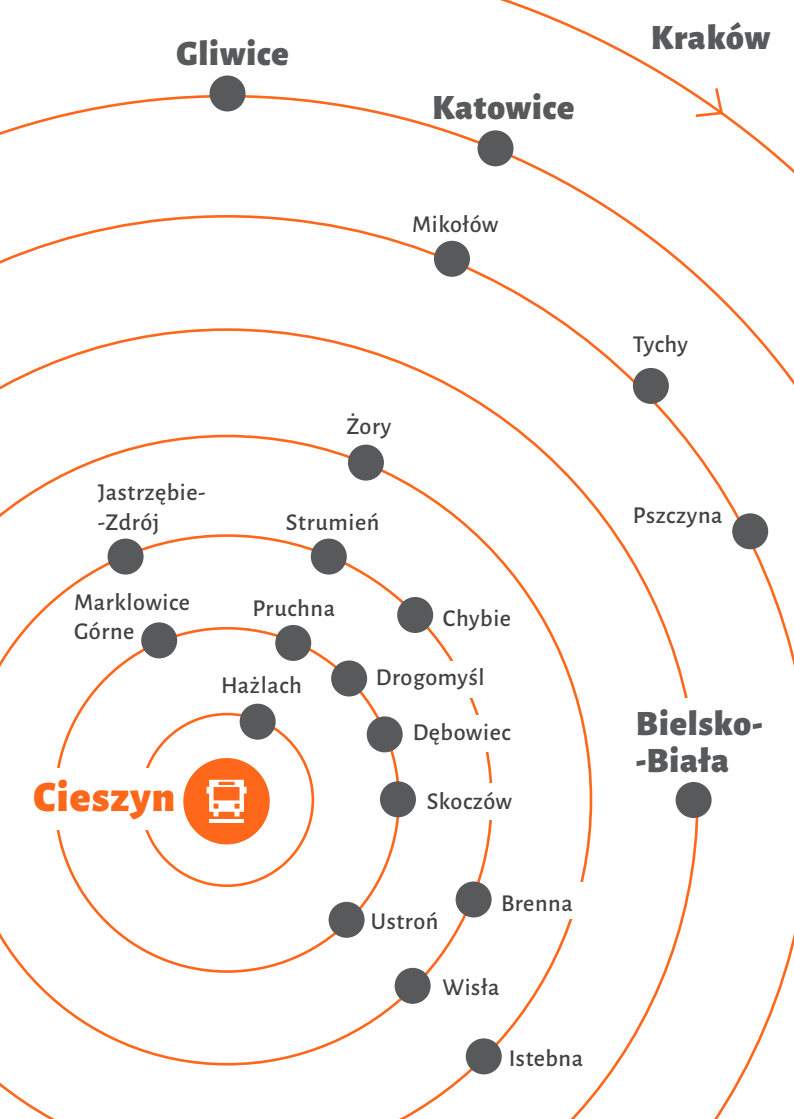 Kraków
Gliwice
Katowice
Mikołów
Tychy
Żory
Jastrzębie-
-Zdrój
Strumień
Pszczyna
Marklowice
Górne
Pruchna
Chybie
Drogomyśl
Hażlach
Dębowiec
Bielsko-
-Biała
Cieszyn
Skoczów
Brenna
Ustroń
Wisła
Istebna